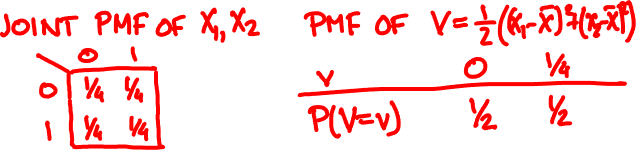 JOINT PMF OF X₁, X₂ PMF OF V = ½((X₁-X̄)²+(X₂-X̄)²)
0 1 v 0 ¼
0 ¼ ¼ P(V=v) ½ ½
1 ¼ ¼